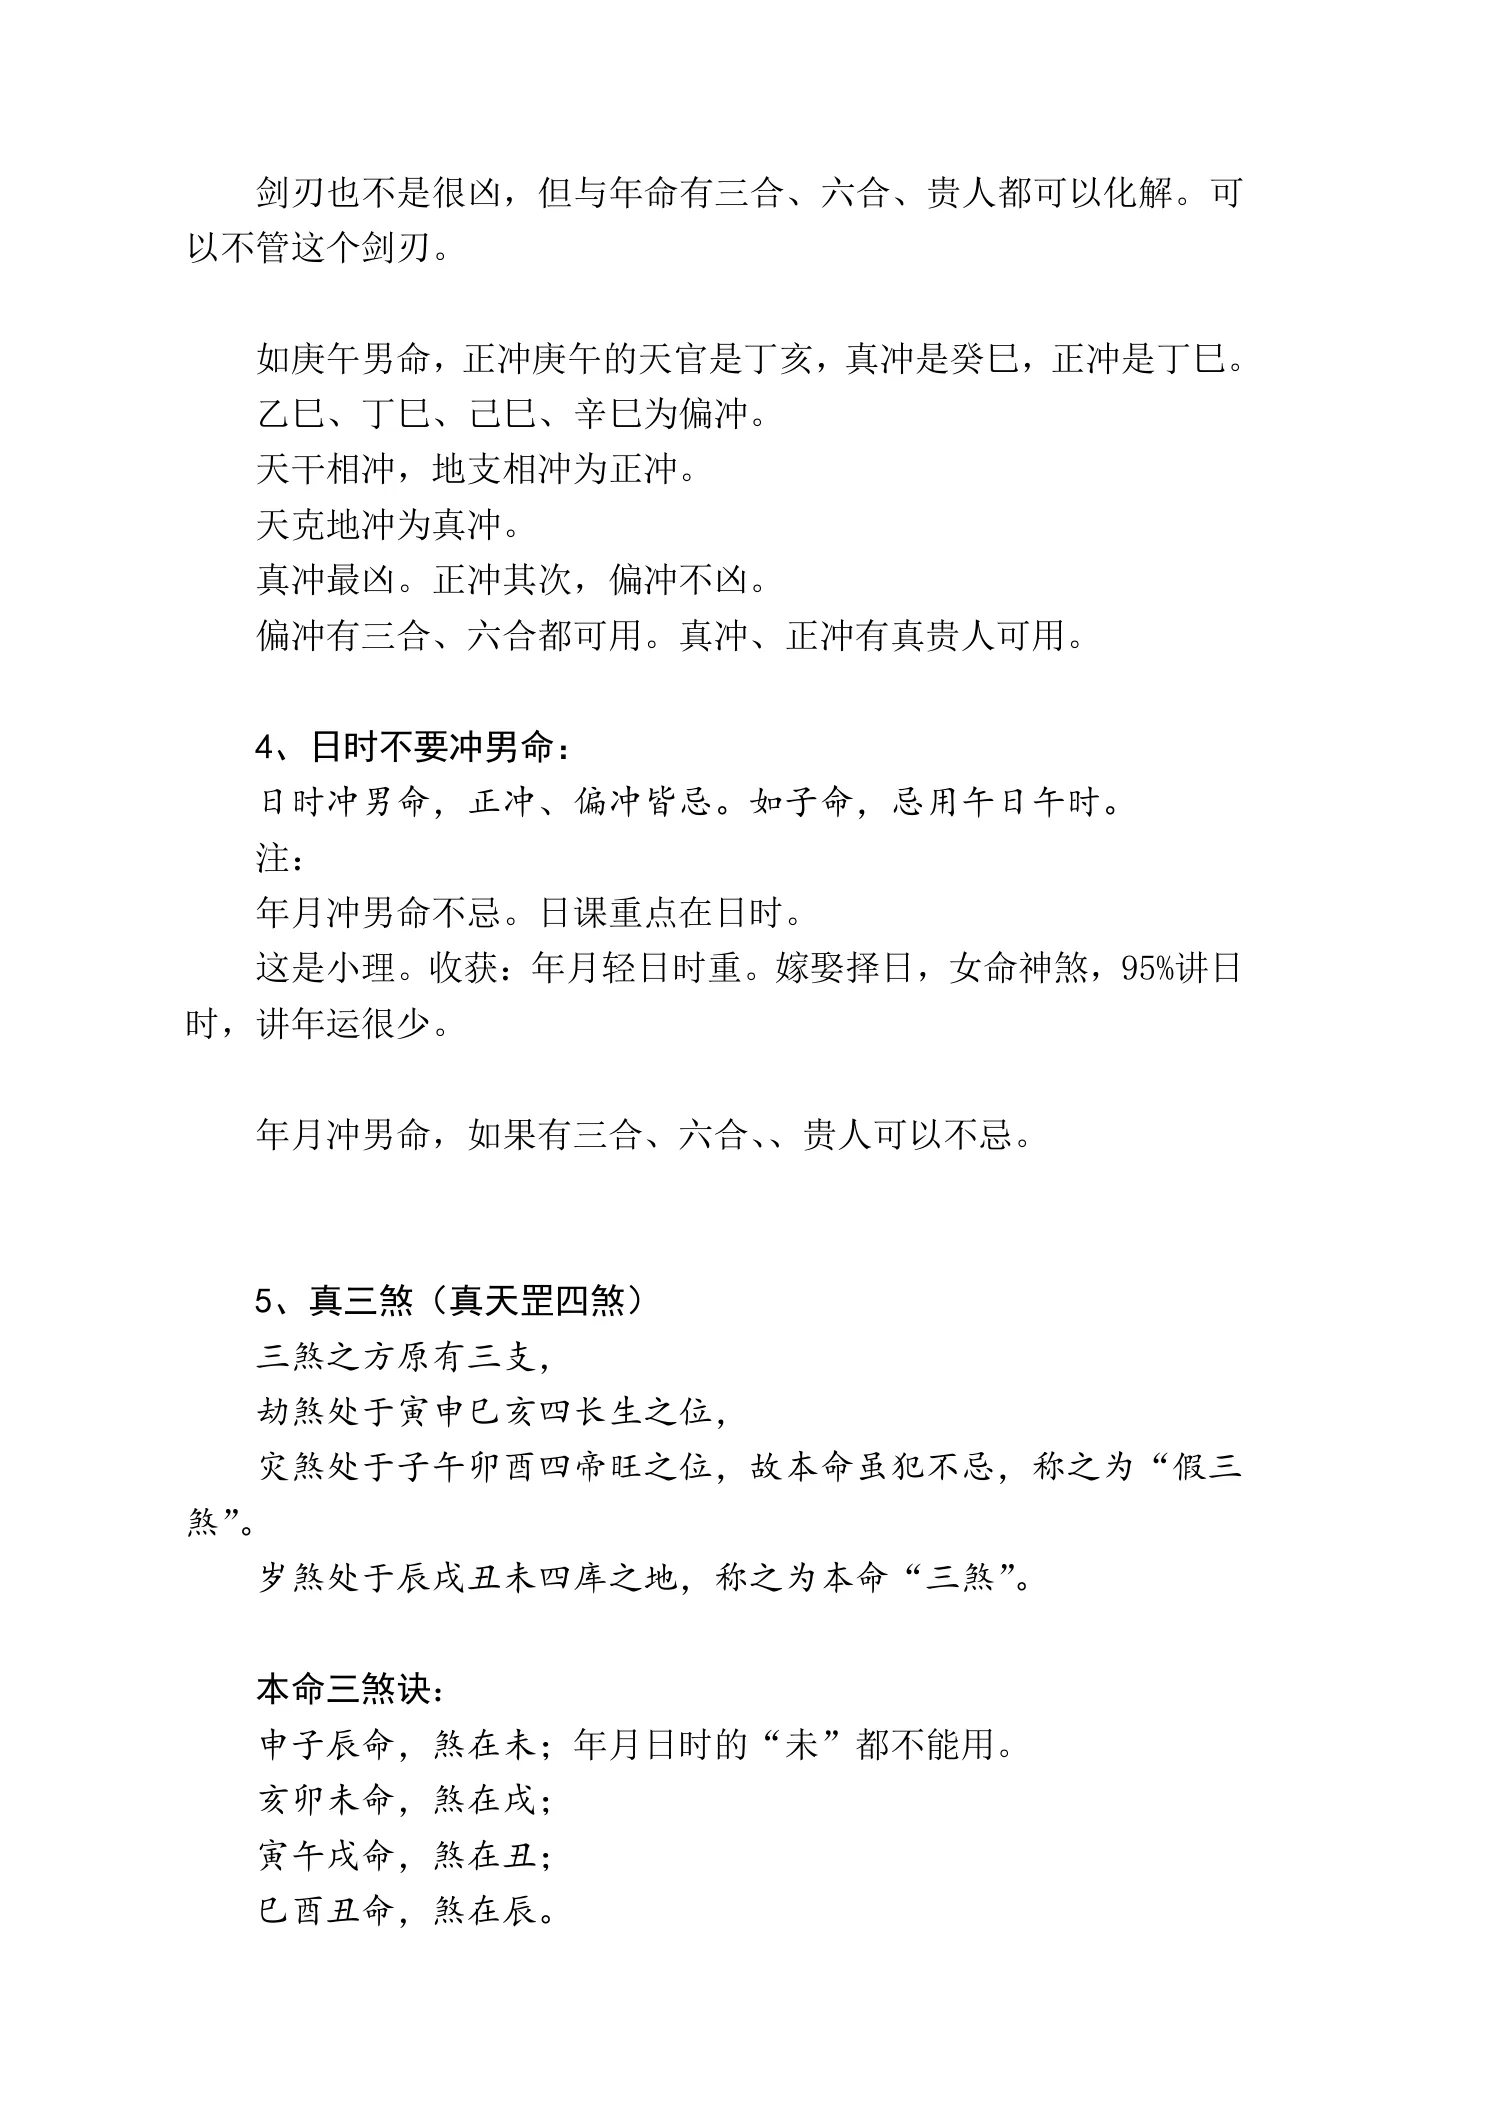 剑刃也不是很凶，但与年命有三合、六合、贵人都可以化解。可
以不管这个剑刃。
如庚午男命，正冲庚午的天官是丁亥，真冲是癸巳，正冲是丁巳。
乙巳、丁巳、己巳、辛巳为偏冲。
天干相冲，地支相冲为正冲。
天克地冲为真冲。
真冲最凶。正冲其次，偏冲不凶。
偏冲有三合、六合都可用。真冲、正冲有真贵人可用。
4、日时不要冲男命：
日时冲男命，正冲、偏冲皆忌。如子命，忌用午日午时。
注：
年月冲男命不忌。日课重点在日时。
这是小理。收获：年月轻日时重。嫁娶择日，女命神煞，95%讲日
时，讲年运很少。
年月冲男命，如果有三合、六合、、贵人可以不忌。
5、真三煞（真天罡四煞）
三煞之方原有三支，
劫煞处于寅申巳亥四长生之位，
灾煞处于子午卯酉四帝旺之位，故本命虽犯不忌，称之为“假三
煞”。
岁煞处于辰戌丑未四库之地，称之为本命“三煞”。
本命三煞诀：
申子辰命，煞在未；年月日时的“未”都不能用。
亥卯未命，煞在戌；
寅午戌命，煞在丑；
巳酉丑命，煞在辰。